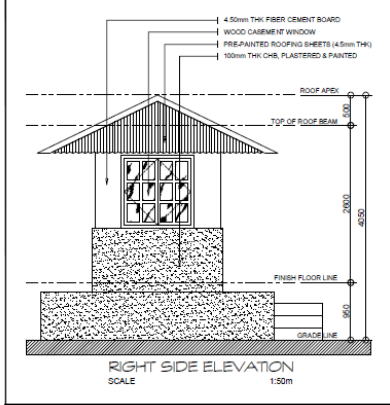 4.50mm THK FIBER CEMENT BOARD
WOOD CASEMENT WINDOW
PRE-PAINTED ROOFING SHEETS (4.5mm THK)
100mm THK CHB, PLASTERED & PAINTED
ROOF APEX
500
TOP OF ROOF BEAM
2600
4050
FINISH FLOOR LINE
950
GRADE LINE
RIGHT SIDE ELEVATION
SCALE 1:50m